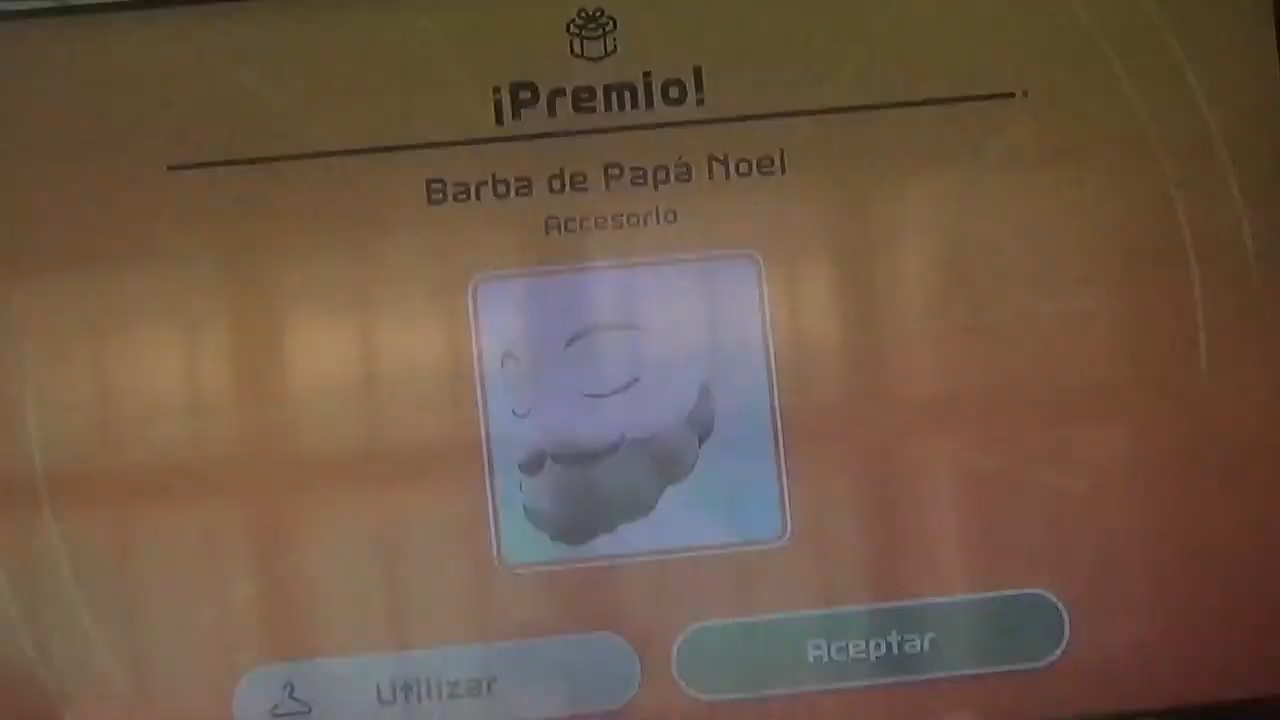 ¡Premio!
Barba de Papá Noel
Accesorio
Utilizar
Aceptar